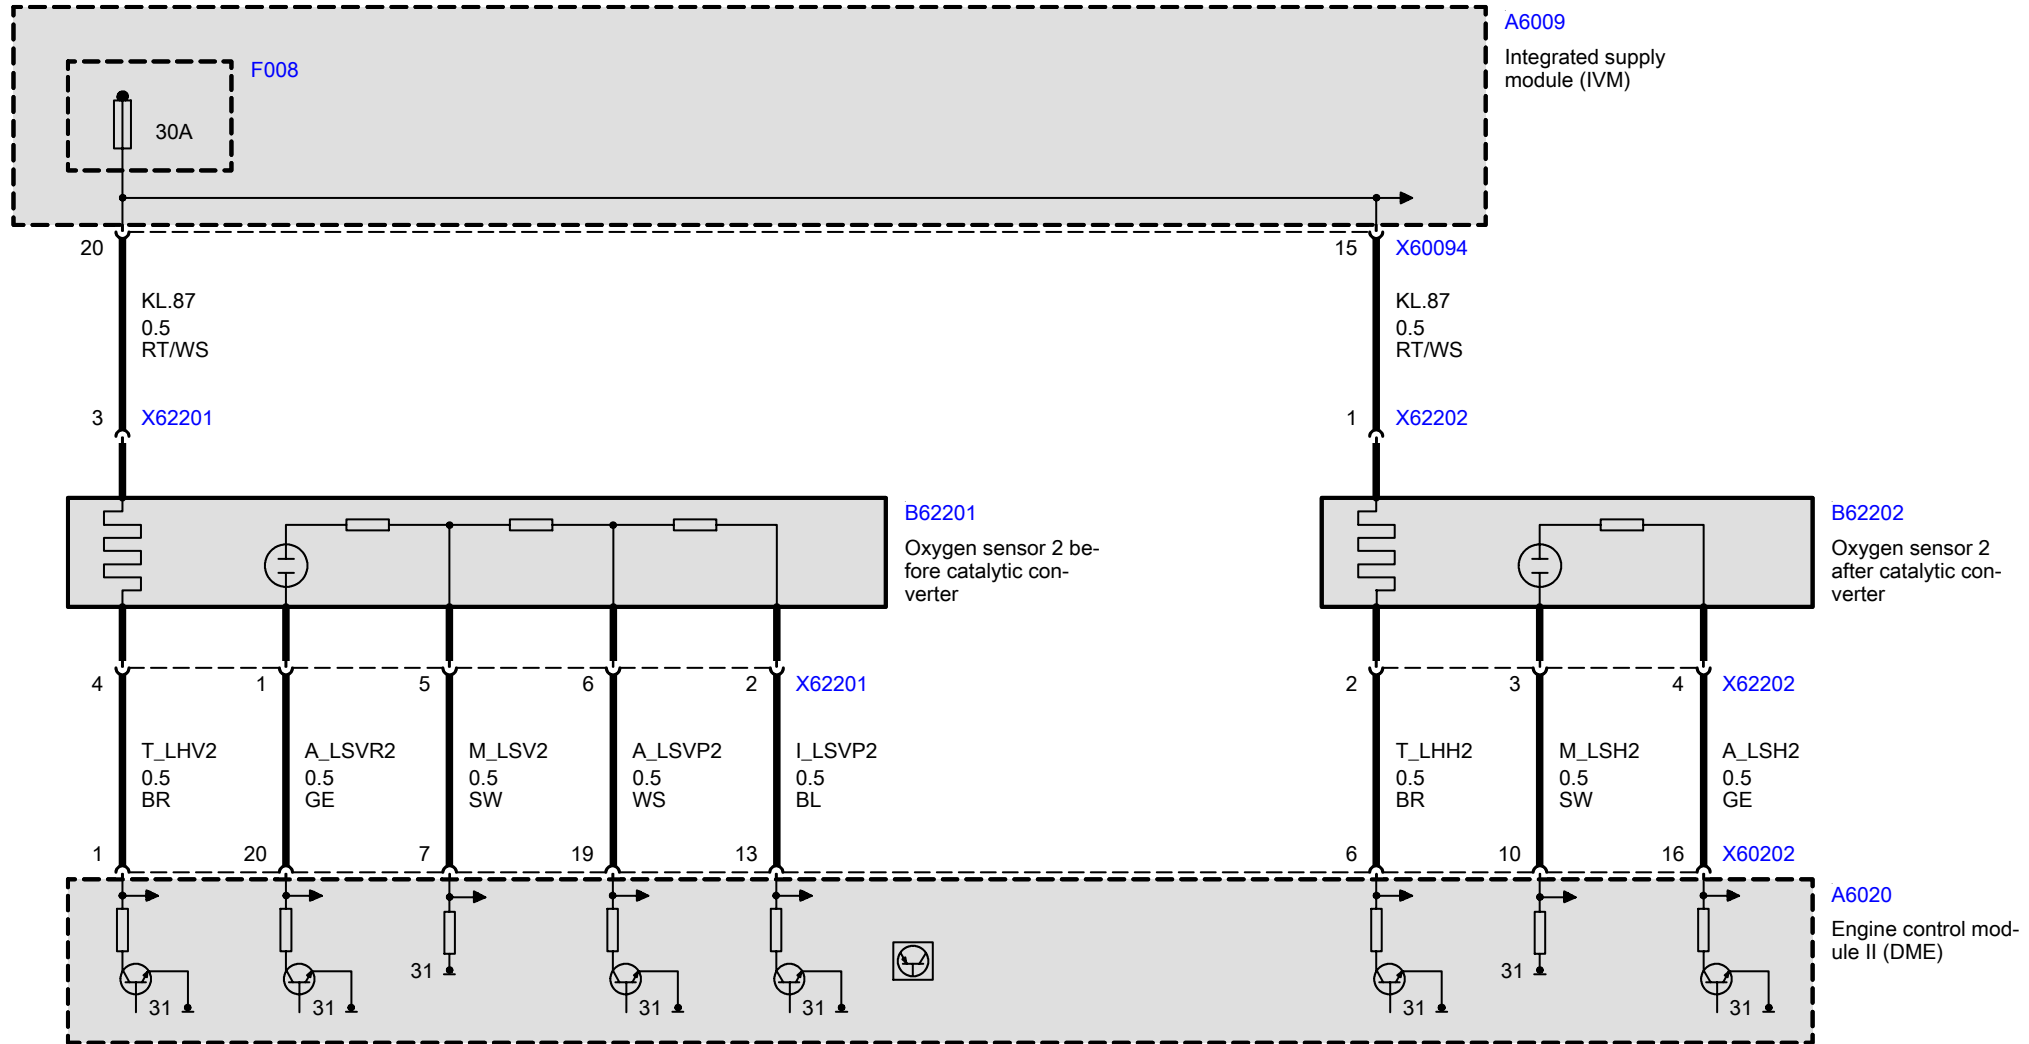 A6009
Integrated supply
module (IVM)
F008
30A
20
15 X60094
KL.87
0.5
RT/WS
KL.87
0.5
RT/WS
3 X62201
1 X62202
B62201
Oxygen sensor 2 be-
fore catalytic con-
verter
B62202
Oxygen sensor 2
after catalytic con-
verter
4 1 5 6 2 X62201
2 3 4 X62202
T_LHV2
0.5
BR
A_LSVR2
0.5
GE
M_LSV2
0.5
SW
A_LSVP2
0.5
WS
I_LSVP2
0.5
BL
T_LHH2
0.5
BR
M_LSH2
0.5
SW
A_LSH2
0.5
GE
1 20 7 19 13 6 10 16 X60202
A6020
Engine control mod-
ule II (DME)
31 31
31 31 31 31 31 31